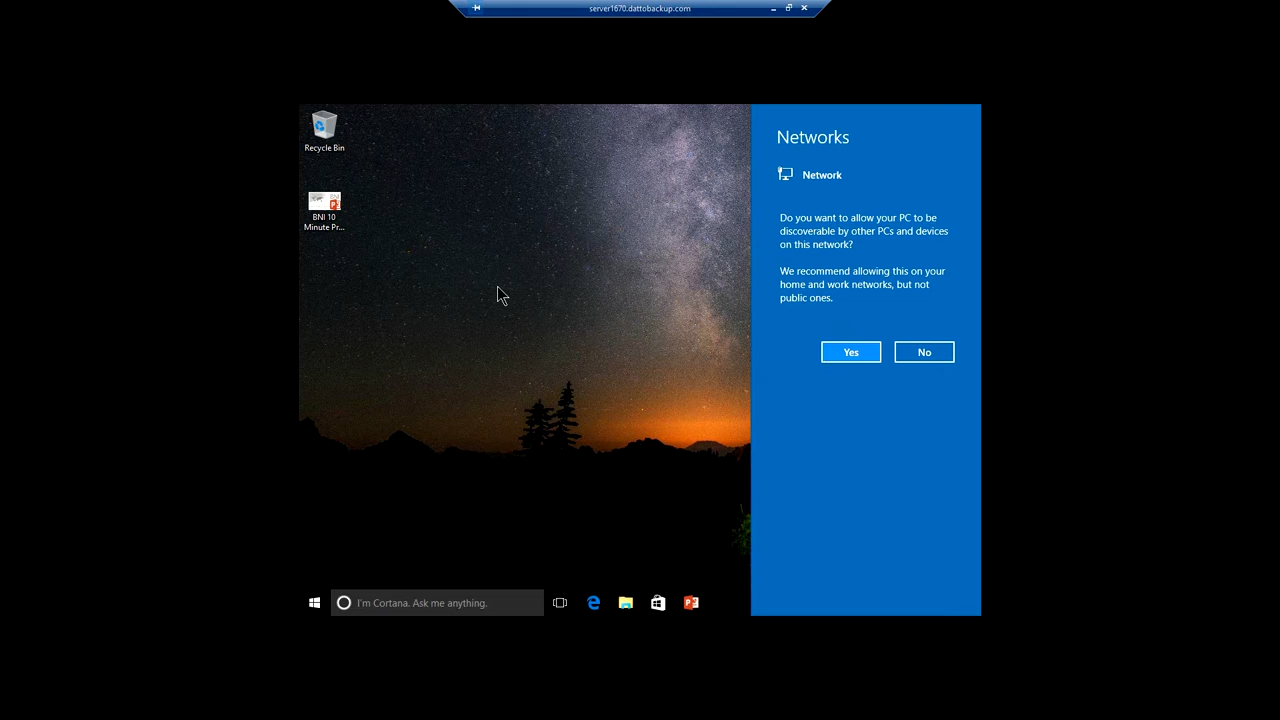 server1670.dattobackup.com
Recycle Bin
BNI 10
Minute Pr...
Networks
Network
Do you want to allow your PC to be
discoverable by other PCs and devices
on this network?
We recommend allowing this on your
home and work networks, but not
public ones.
Yes
No
I'm Cortana. Ask me anything.